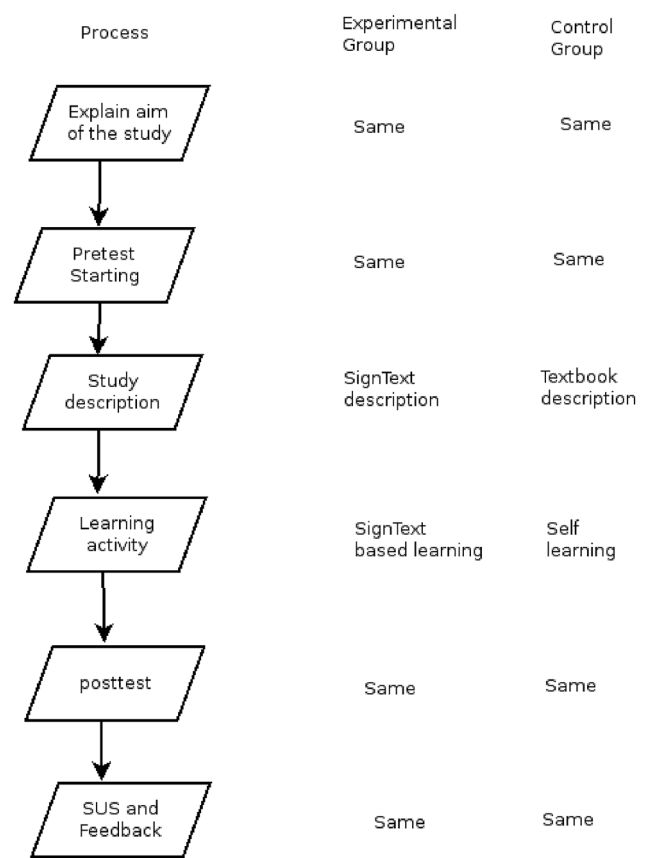 Process
Experimental
Group
Control
Group
Explain aim
of the study
Same
Same
Pretest
Starting
Same
Same
Study
description
SignText
description
Textbook
description
Learning
activity
SignText
based learning
Self
learning
posttest
Same
Same
SUS and
Feedback
Same
Same